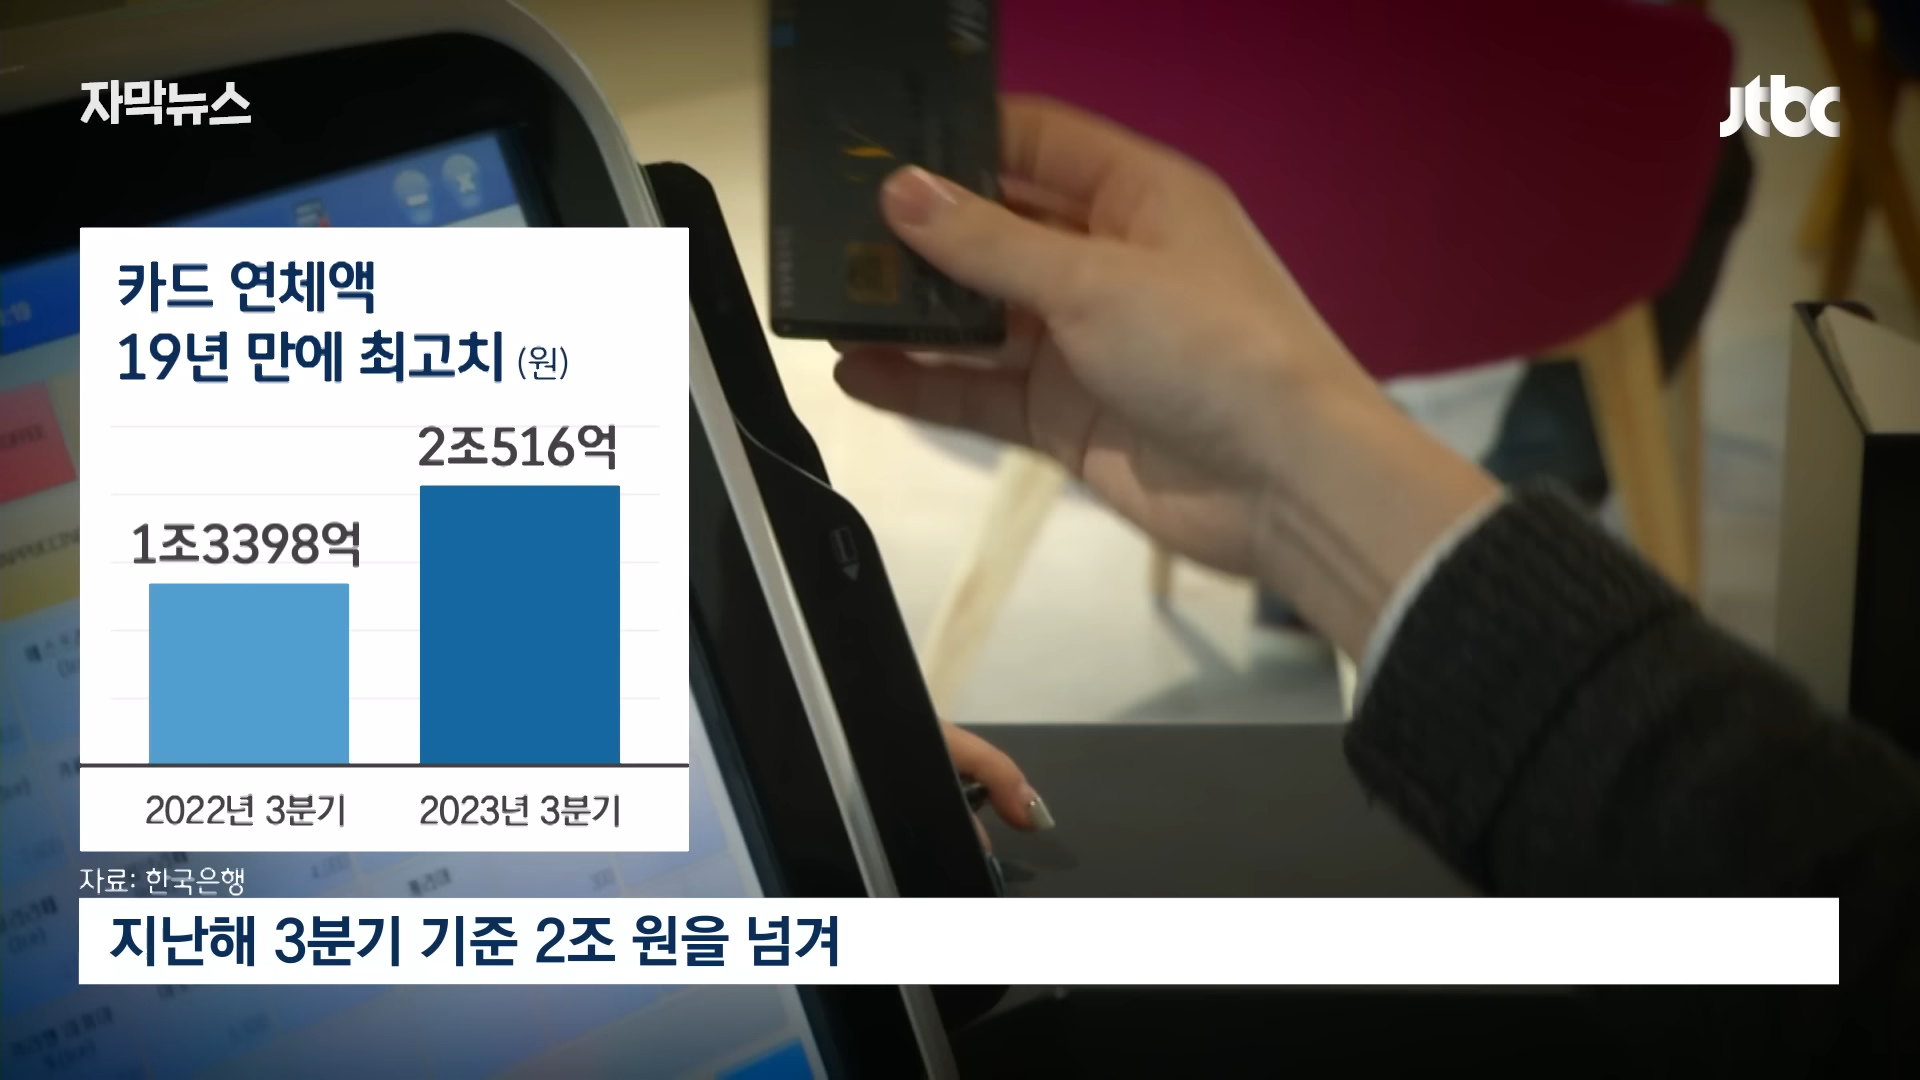 자막뉴스
jtbc
카드 연체액
19년 만에 최고치 (원)
2조516억
1조3398억
2022년 3분기
2023년 3분기
자료: 한국은행
지난해 3분기 기준 2조 원을 넘겨